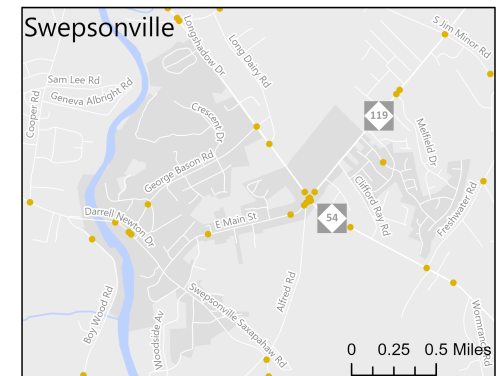 Swepsonville
S Jim Minor Rd
Longshadow Dr
Long Dairy Rd
Sam Lee Rd
Geneva Albright Rd
Cooper Rd
Crescent Dr
119
Melfield Dr
George Bason Rd
Clifford Ray Rd
Freshwater Rd
Darrell Newton Dr
E Main St
54
Alfred Rd
Swepsonville Saxapahaw Rd
Boy Wood Rd
Woodside Av
Wormranch Rd
0 0.25 0.5 Miles